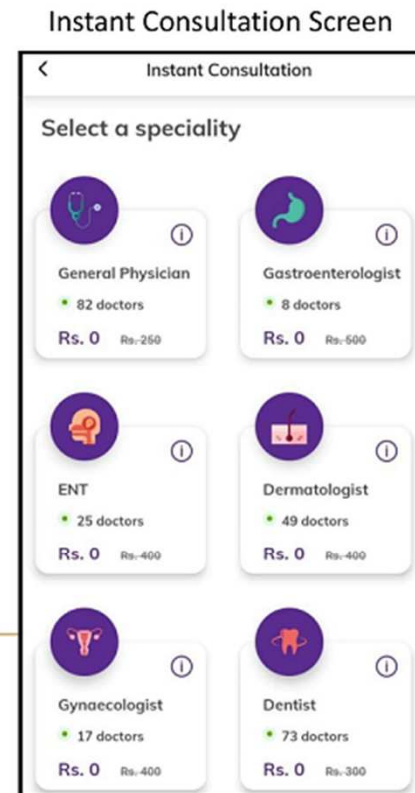 Instant Consultation Screen
Instant Consultation
Select a speciality
General Physician
82 doctors
Rs. 0 Rs. 250
Gastroenterologist
8 doctors
Rs. 0 Rs. 500
ENT
25 doctors
Rs. 0 Rs. 400
Dermatologist
49 doctors
Rs. 0 Rs. 400
Gynaecologist
17 doctors
Rs. 0 Rs. 400
Dentist
73 doctors
Rs. 0 Rs. 300